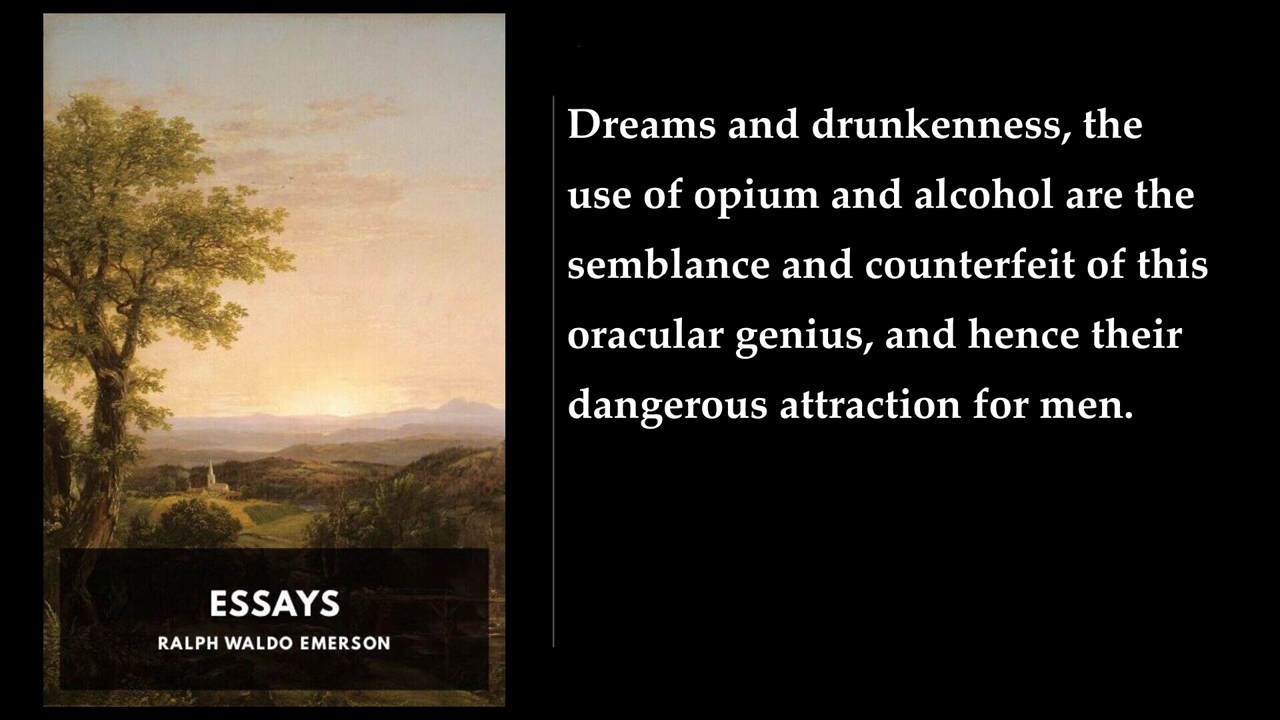 Dreams and drunkenness, the
use of opium and alcohol are the
semblance and counterfeit of this
oracular genius, and hence their
dangerous attraction for men.
ESSAYS
RALPH WALDO EMERSON